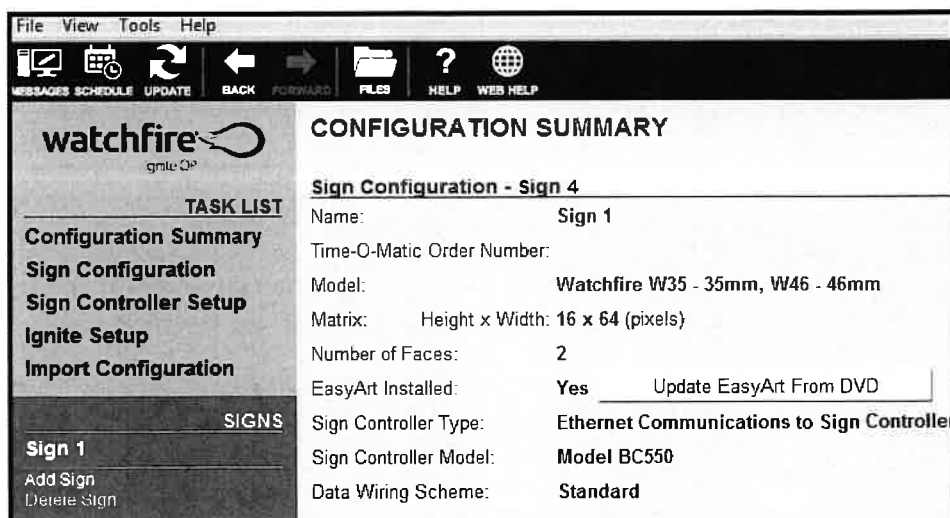 File View Tools Help
MESSAGES SCHEDULE UPDATE BACK FORWARD FILES HELP WEB HELP
watchfire
ignite OP
TASK LIST
Configuration Summary
Sign Configuration
Sign Controller Setup
Ignite Setup
Import Configuration
SIGNS
Sign 1
Add Sign
Delete Sign
CONFIGURATION SUMMARY
Sign Configuration - Sign 4
Name: Sign 1
Time-O-Matic Order Number:
Model: Watchfire W35 - 35mm, W46 - 46mm
Matrix: Height x Width: 16 x 64 (pixels)
Number of Faces: 2
EasyArt Installed: Yes Update EasyArt From DVD
Sign Controller Type: Ethernet Communications to Sign Controller
Sign Controller Model: Model BC550
Data Wiring Scheme: Standard